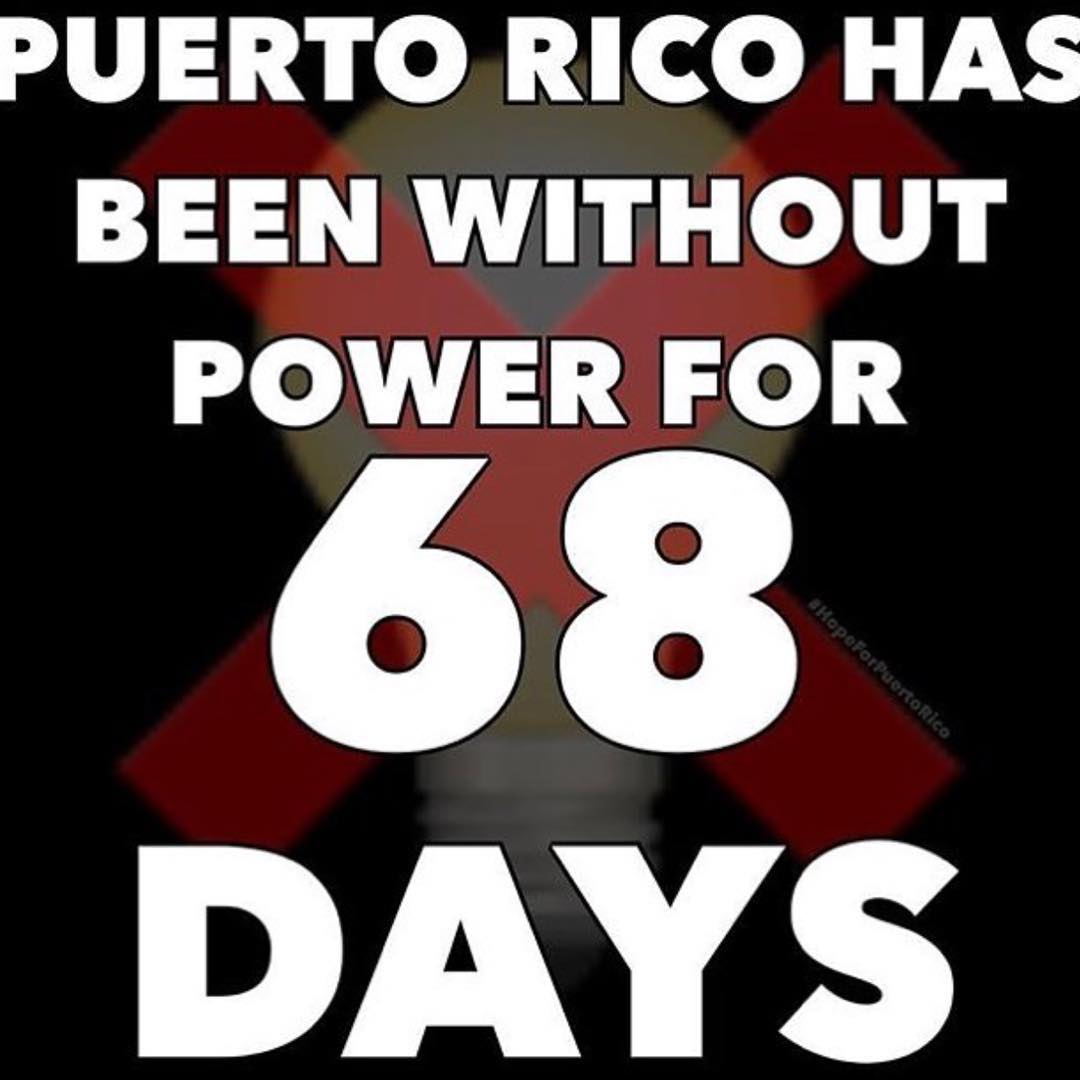 PUERTO RICO HAS
BEEN WITHOUT
POWER FOR
68
DAYS
#HopeForPuertoRico